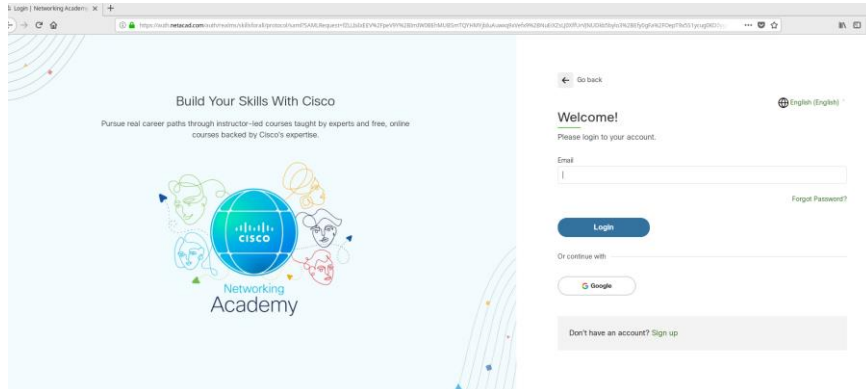 Login | Networking Academy
Build Your Skills With Cisco
Pursue real career paths through instructor-led courses taught by experts and free, online
courses backed by Cisco's expertise.
CISCO
Networking
Academy
Go back
English (English)
Welcome!
Please login to your account.
Email
Forgot Password?
Login
Or continue with
Google
Don't have an account? Sign up